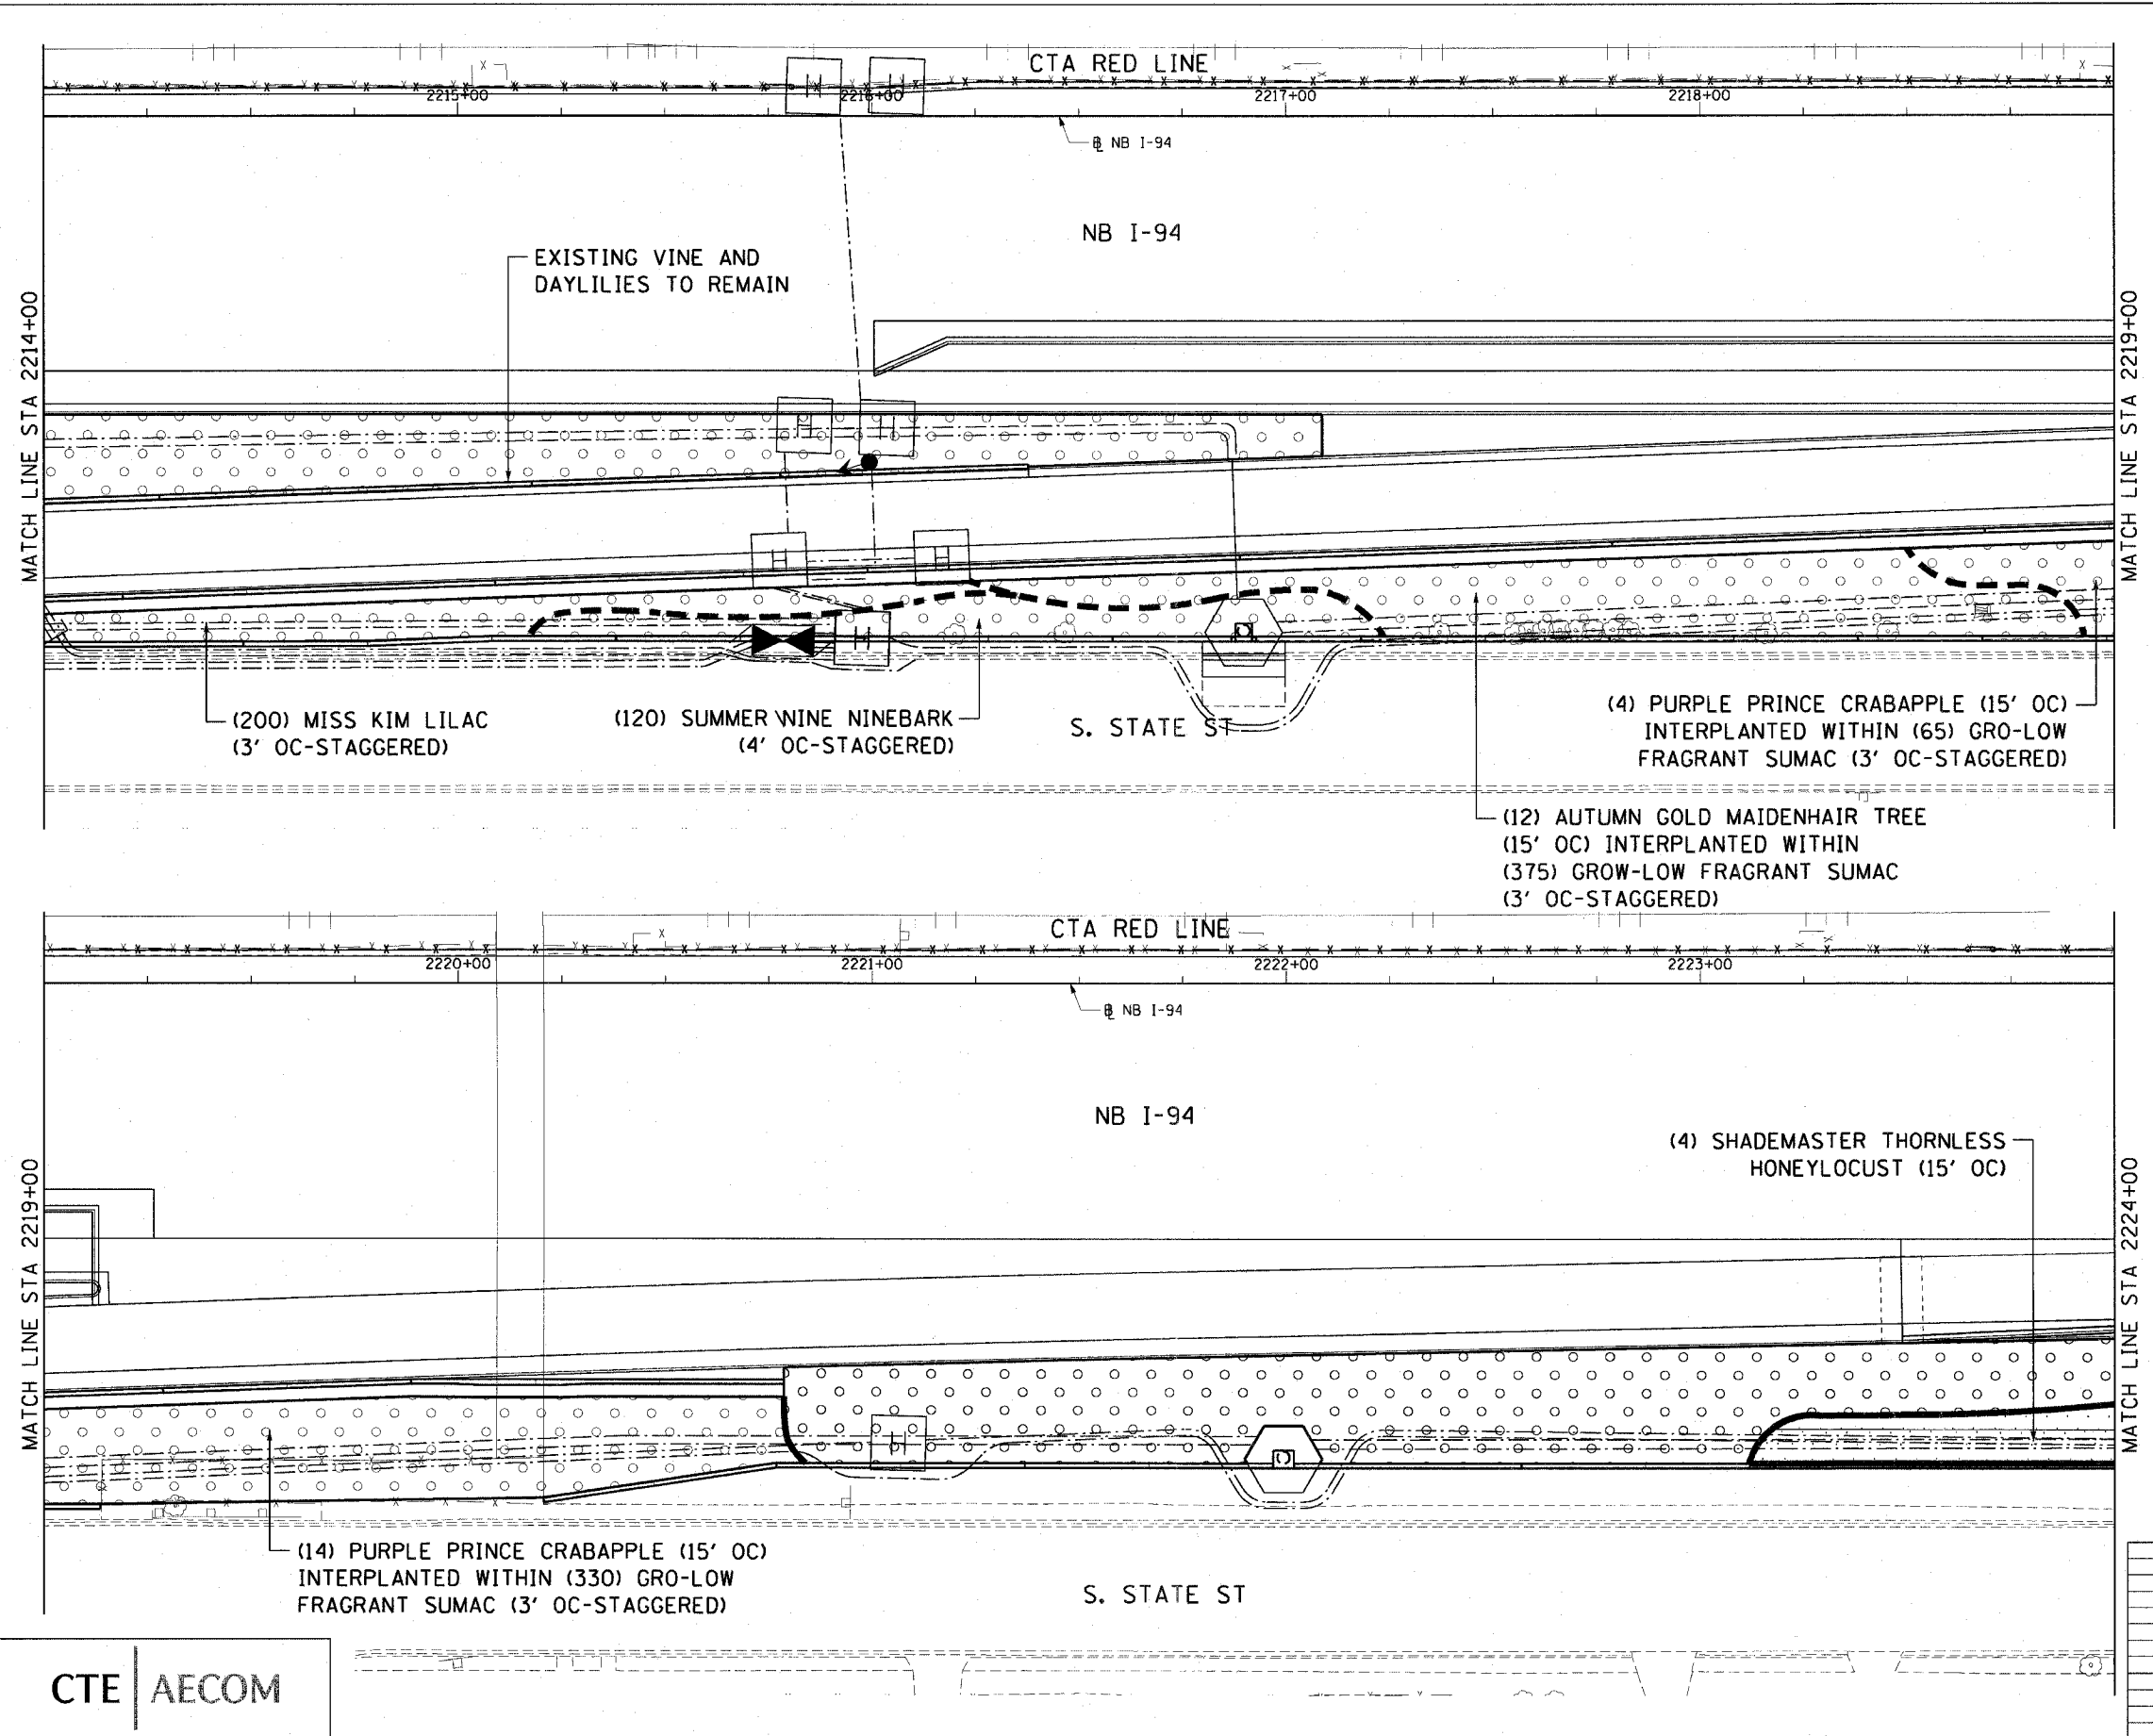 CTA RED LINE
2215+00
2216+00
2217+00
2218+00
℄ NB I-94
NB I-94
EXISTING VINE AND
DAYLILIES TO REMAIN
MATCH LINE STA 2214+00
MATCH LINE STA 2219+00
H
H
H
H
H
H
H
(200) MISS KIM LILAC
(3' OC-STAGGERED)
(120) SUMMER WINE NINEBARK
(4' OC-STAGGERED)
S. STATE ST
(4) PURPLE PRINCE CRABAPPLE (15' OC)
INTERPLANTED WITHIN (65) GRO-LOW
FRAGRANT SUMAC (3' OC-STAGGERED)
(12) AUTUMN GOLD MAIDENHAIR TREE
(15' OC) INTERPLANTED WITHIN
(375) GROW-LOW FRAGRANT SUMAC
(3' OC-STAGGERED)
CTA RED LINE
2220+00
2221+00
2222+00
2223+00
℄ NB I-94
NB I-94
(4) SHADEMASTER THORNLESS
HONEYLOCUST (15' OC)
MATCH LINE STA 2219+00
MATCH LINE STA 2224+00
H
(14) PURPLE PRINCE CRABAPPLE (15' OC)
INTERPLANTED WITHIN (330) GRO-LOW
FRAGRANT SUMAC (3' OC-STAGGERED)
S. STATE ST
CTE AECOM